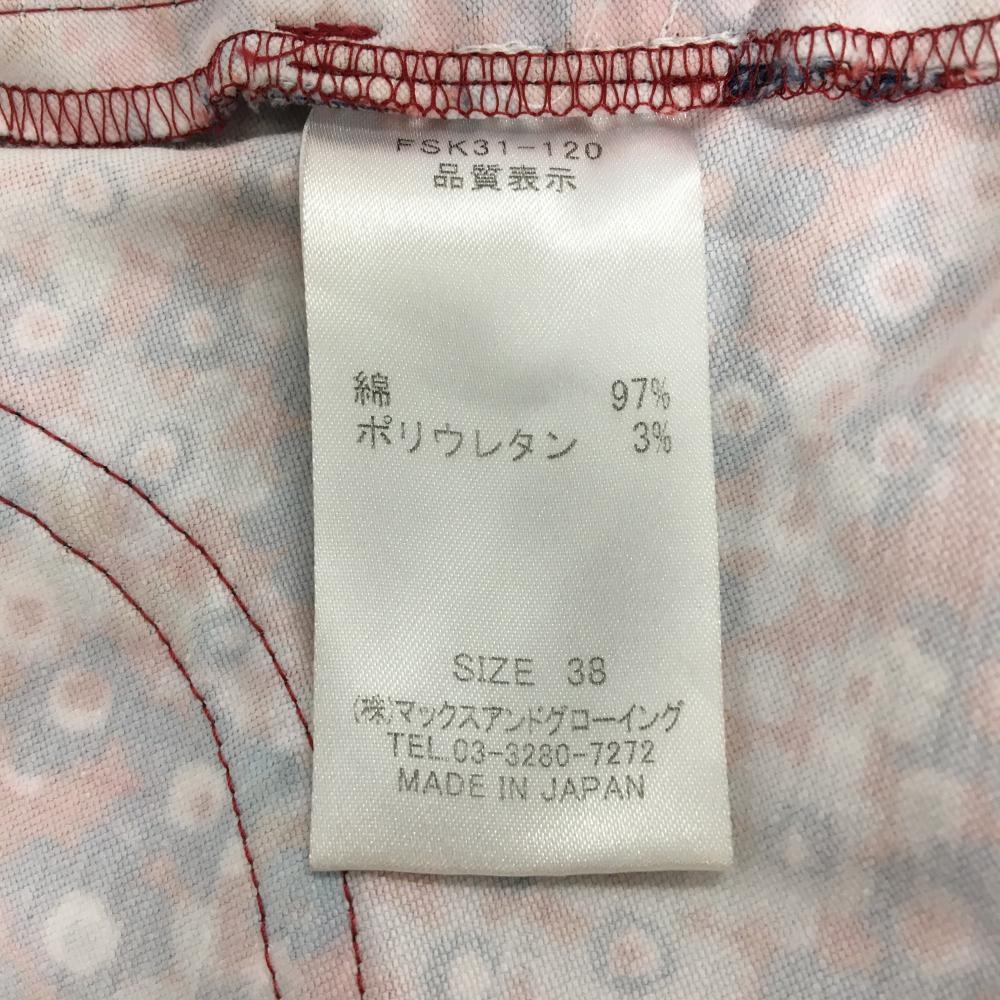 FSK31-120
品質表示
綿 97%
ポリウレタン 3%
SIZE 38
(株)マックスアンドグローイング
TEL.03-3280-7272
MADE IN JAPAN